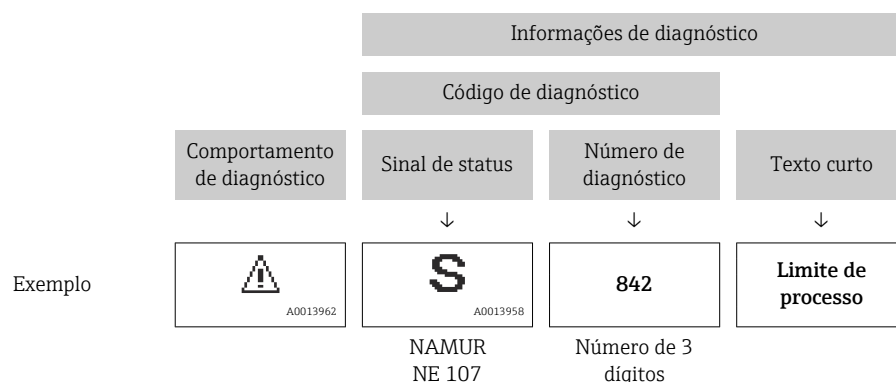 Informações de diagnóstico
Código de diagnóstico
Comportamento
de diagnóstico
Sinal de status
Número de
diagnóstico
Texto curto
↓ ↓ ↓
Exemplo
A0013962
S
A0013958
842
Limite de
processo
NAMUR
NE 107
Número de 3
dígitos